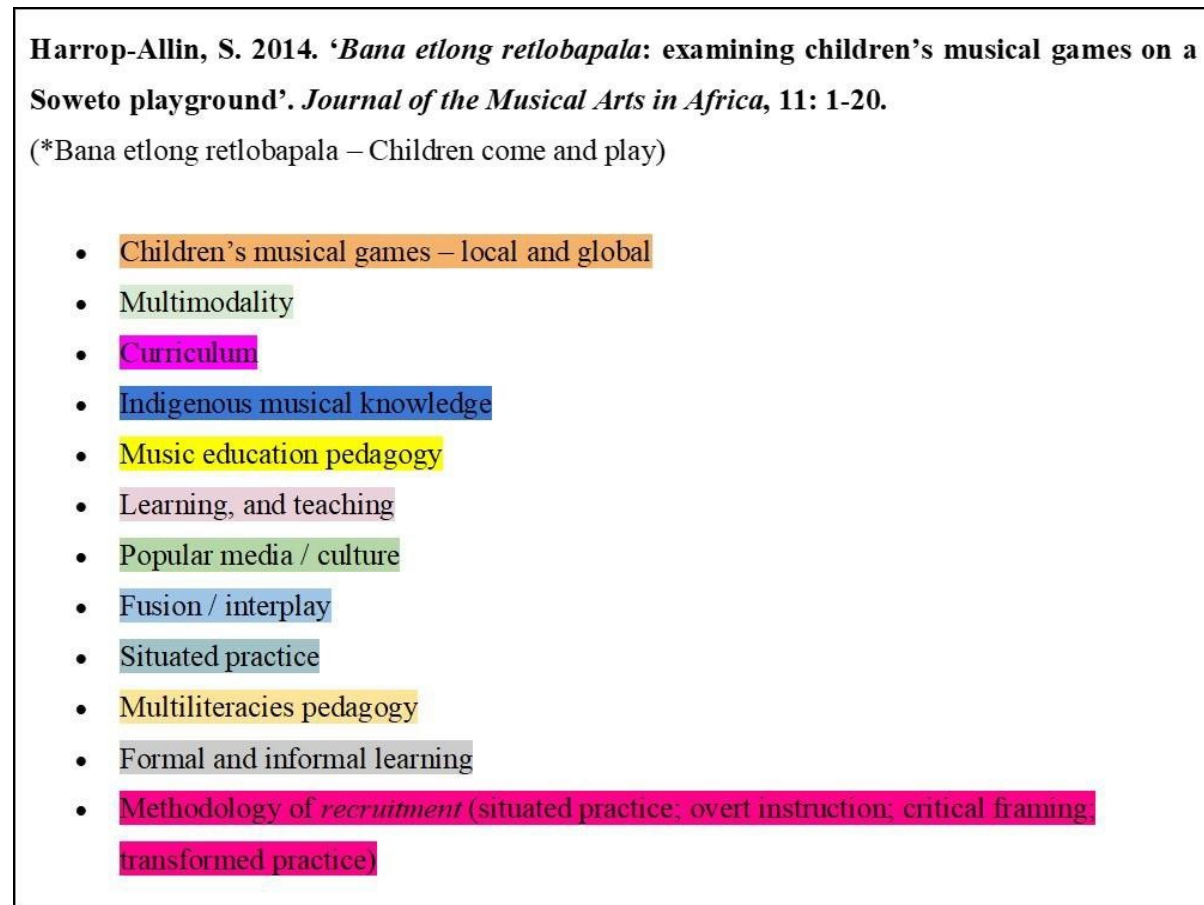 Harrop-Allin, S. 2014. ‘Bana etlong retlobapala: examining children’s musical games on a
Soweto playground’. Journal of the Musical Arts in Africa, 11: 1-20.
(*Bana etlong retlobapala – Children come and play)
• Children’s musical games – local and global
• Multimodality
• Curriculum
• Indigenous musical knowledge
• Music education pedagogy
• Learning, and teaching
• Popular media / culture
• Fusion / interplay
• Situated practice
• Multiliteracies pedagogy
• Formal and informal learning
• Methodology of recruitment (situated practice; overt instruction; critical framing;
transformed practice)